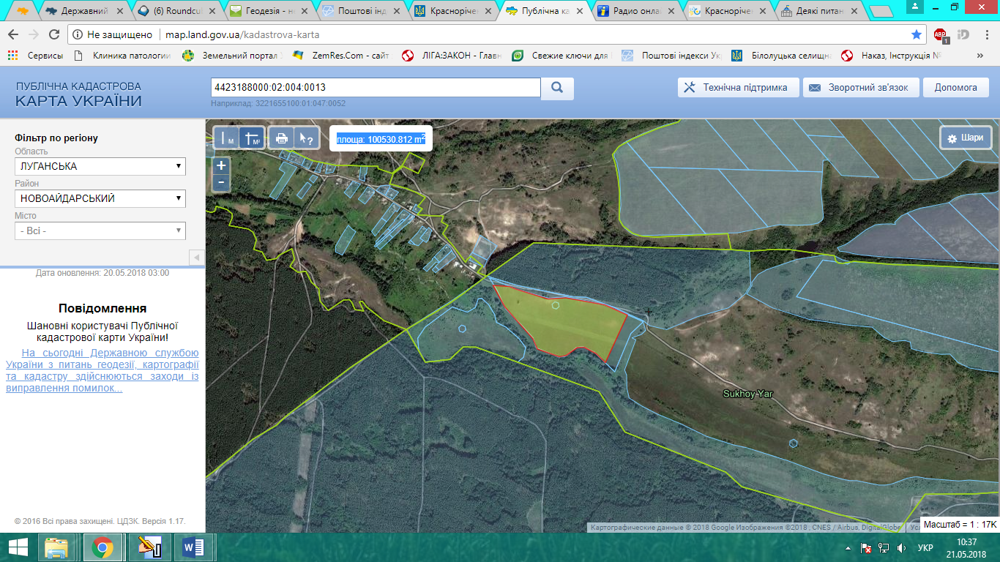 Державний
(6) Roundcu
Геодезія - н
Поштові інд
Красноріче
Публічна ка
Радио онла
Красноріче
Деякі питан
Не защищено | map.land.gov.ua/kadastrova-karta
ABP
1
Сервисы
Клиника патологии
Земельный портал
ZemRes.Com - сайт
ЛІГА:ЗАКОН - Главн
Свежие ключи для
Поштові індекси Ук
Білолуцька селищн
Наказ, Інструкція №
»
ПУБЛІЧНА КАДАСТРОВА
КАРТА УКРАЇНИ
4423188000:02:004:0013
Наприклад: 3221655100:01:047:0052
Технічна підтримка
Зворотний зв'язок
Допомога
Фільтр по регіону
Область
ЛУГАНСЬКА
Район
НОВОАЙДАРСЬКИЙ
Місто
- Всі -
Дата оновлення: 20.05.2018 03:00
Повідомлення
Шановні користувачі Публічної
кадастрової карти України!
На сьогодні Державною службою
України з питань геодезії, картографії
та кадастру здійснюються заходи із
виправлення помилок...
© 2016 Всі права захищені. ЦДЗК. Версія 1.17.
М
М²
?
площа: 100530.812 m²
Шари
+
-
Sukhoy Yar
Картографические данные © 2018 Google Изображения ©2018 , CNES / Airbus, DigitalGlobe
Масштаб = 1 : 17K
УКР
10:37
21.05.2018